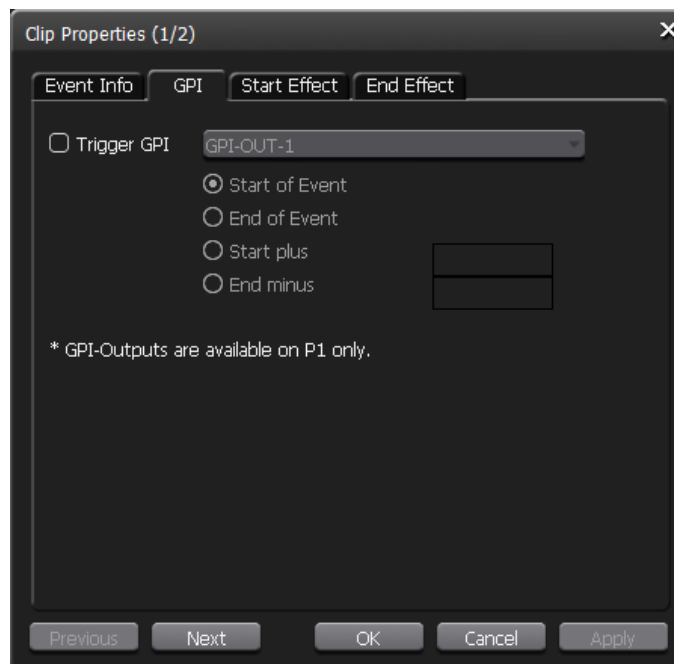 Clip Properties (1/2)
Event Info GPI Start Effect End Effect
Trigger GPI GPI-OUT-1
Start of Event
End of Event
Start plus
End minus
* GPI-Outputs are available on P1 only.
Previous Next OK Cancel Apply